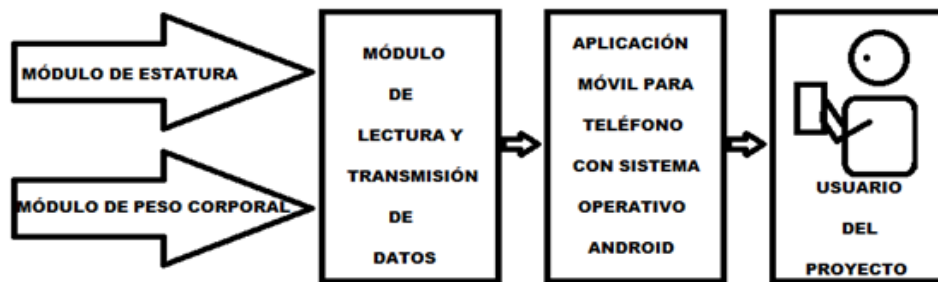 MÓDULO DE ESTATURA
MÓDULO DE PESO CORPORAL
MÓDULO
DE
LECTURA Y
TRANSMISIÓN
DE
DATOS
APLICACIÓN
MÓVIL PARA
TELÉFONO
CON SISTEMA
OPERATIVO
ANDROID
USUARIO
DEL
PROYECTO